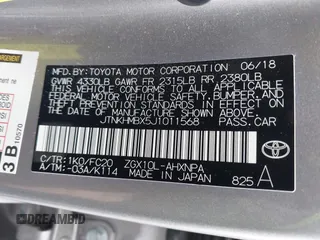 MFD. BY: TOYOTA MOTOR CORPORATION 06/18
GVWR 4330LB GAWR FR 2315LB RR 2380LB
THIS VEHICLE CONFORMS TO ALL APPLICABLE
FEDERAL MOTOR VEHICLE SAFETY, BUMPER, AND
THEFT PREVENTION STANDARDS IN EFFECT ON
THE DATE OF MANUFACTURE SHOWN ABOVE.
JTNKHMBX5J1011568 PASS.CAR
C/TR:1K0/FC20 ZGX10L-AHXNPA
A/TM:-03A/K114 MADE IN JAPAN 825 A
TOYOTA
3B
10570